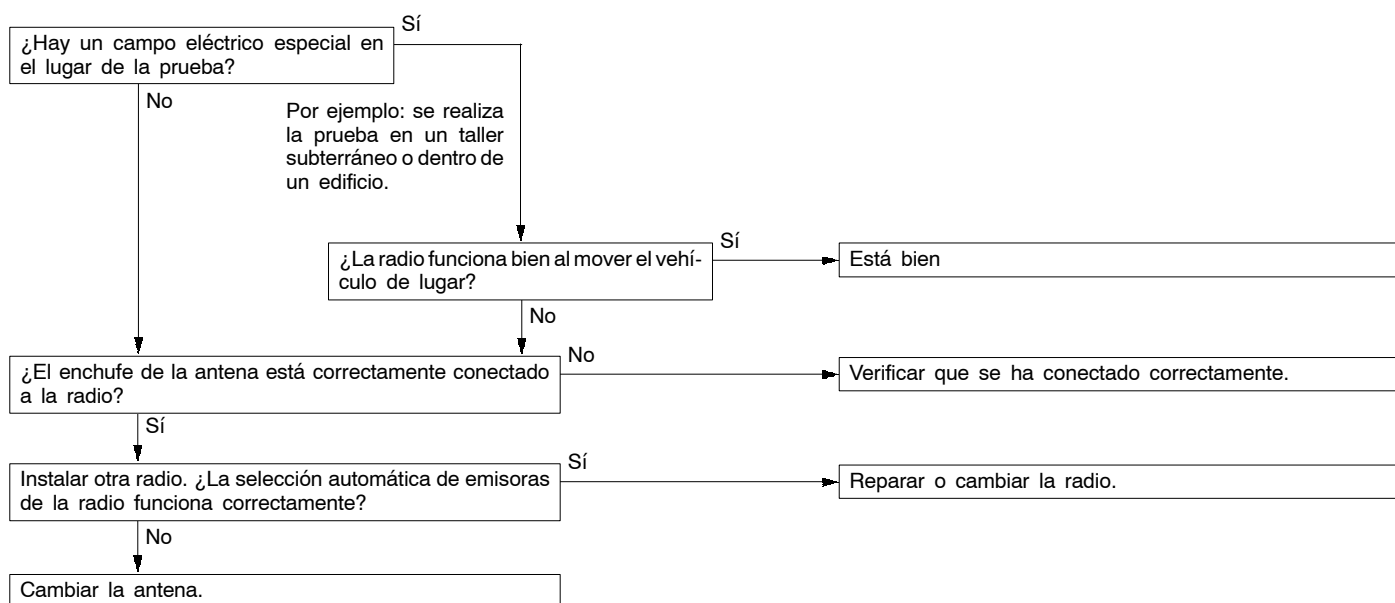 Sí
¿Hay un campo eléctrico especial en
el lugar de la prueba?
No
Por ejemplo: se realiza
la prueba en un taller
subterráneo o dentro de
un edificio.
Sí
¿La radio funciona bien al mover el vehí-
culo de lugar?
Está bien
No
No
¿El enchufe de la antena está correctamente conectado
a la radio?
Verificar que se ha conectado correctamente.
Sí
Sí
Instalar otra radio. ¿La selección automática de emisoras
de la radio funciona correctamente?
Reparar o cambiar la radio.
No
Cambiar la antena.